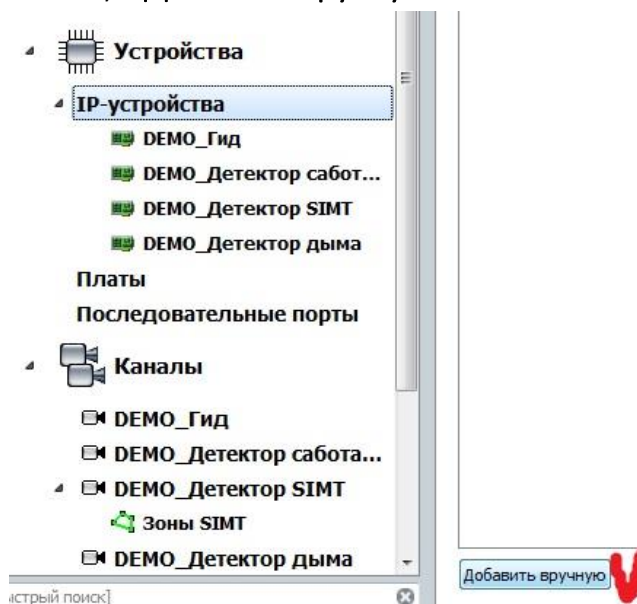 Устройства
IP-устройства
DEMO_Гид
DEMO_Детектор сабот...
DEMO_Детектор SIMT
DEMO_Детектор дыма
Платы
Последовательные порты
Каналы
DEMO_Гид
DEMO_Детектор сабота...
DEMO_Детектор SIMT
Зоны SIMT
DEMO_Детектор дыма
поиск]
Добавить вручную